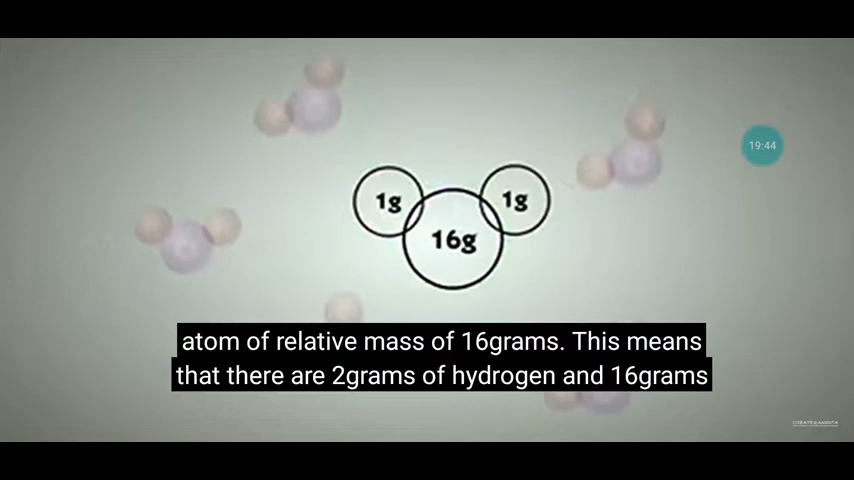 19:44
1g
1g
16g
atom of relative mass of 16grams. This means
that there are 2grams of hydrogen and 16grams